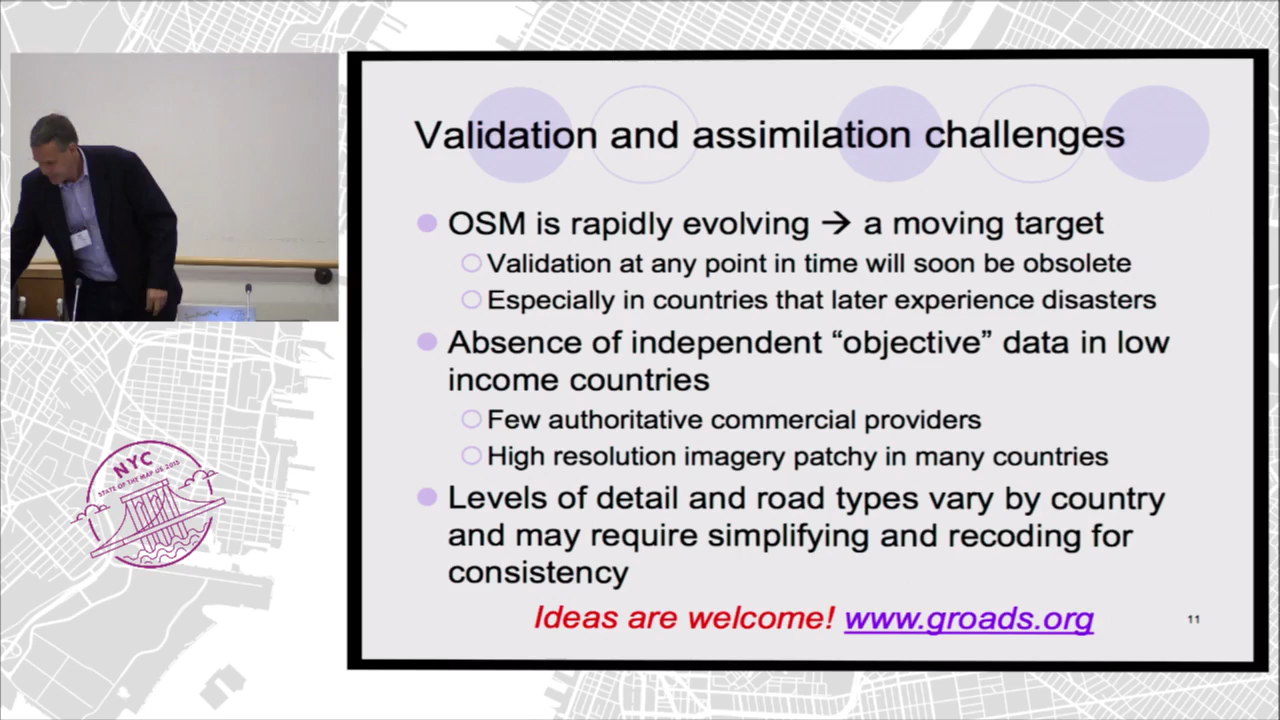 Validation and assimilation challenges
OSM is rapidly evolving → a moving target
Validation at any point in time will soon be obsolete
Especially in countries that later experience disasters
Absence of independent “objective” data in low
income countries
Few authoritative commercial providers
High resolution imagery patchy in many countries
Levels of detail and road types vary by country
and may require simplifying and recoding for
consistency
Ideas are welcome! www.groads.org
11
NYC
STATE OF THE MAP US 2015